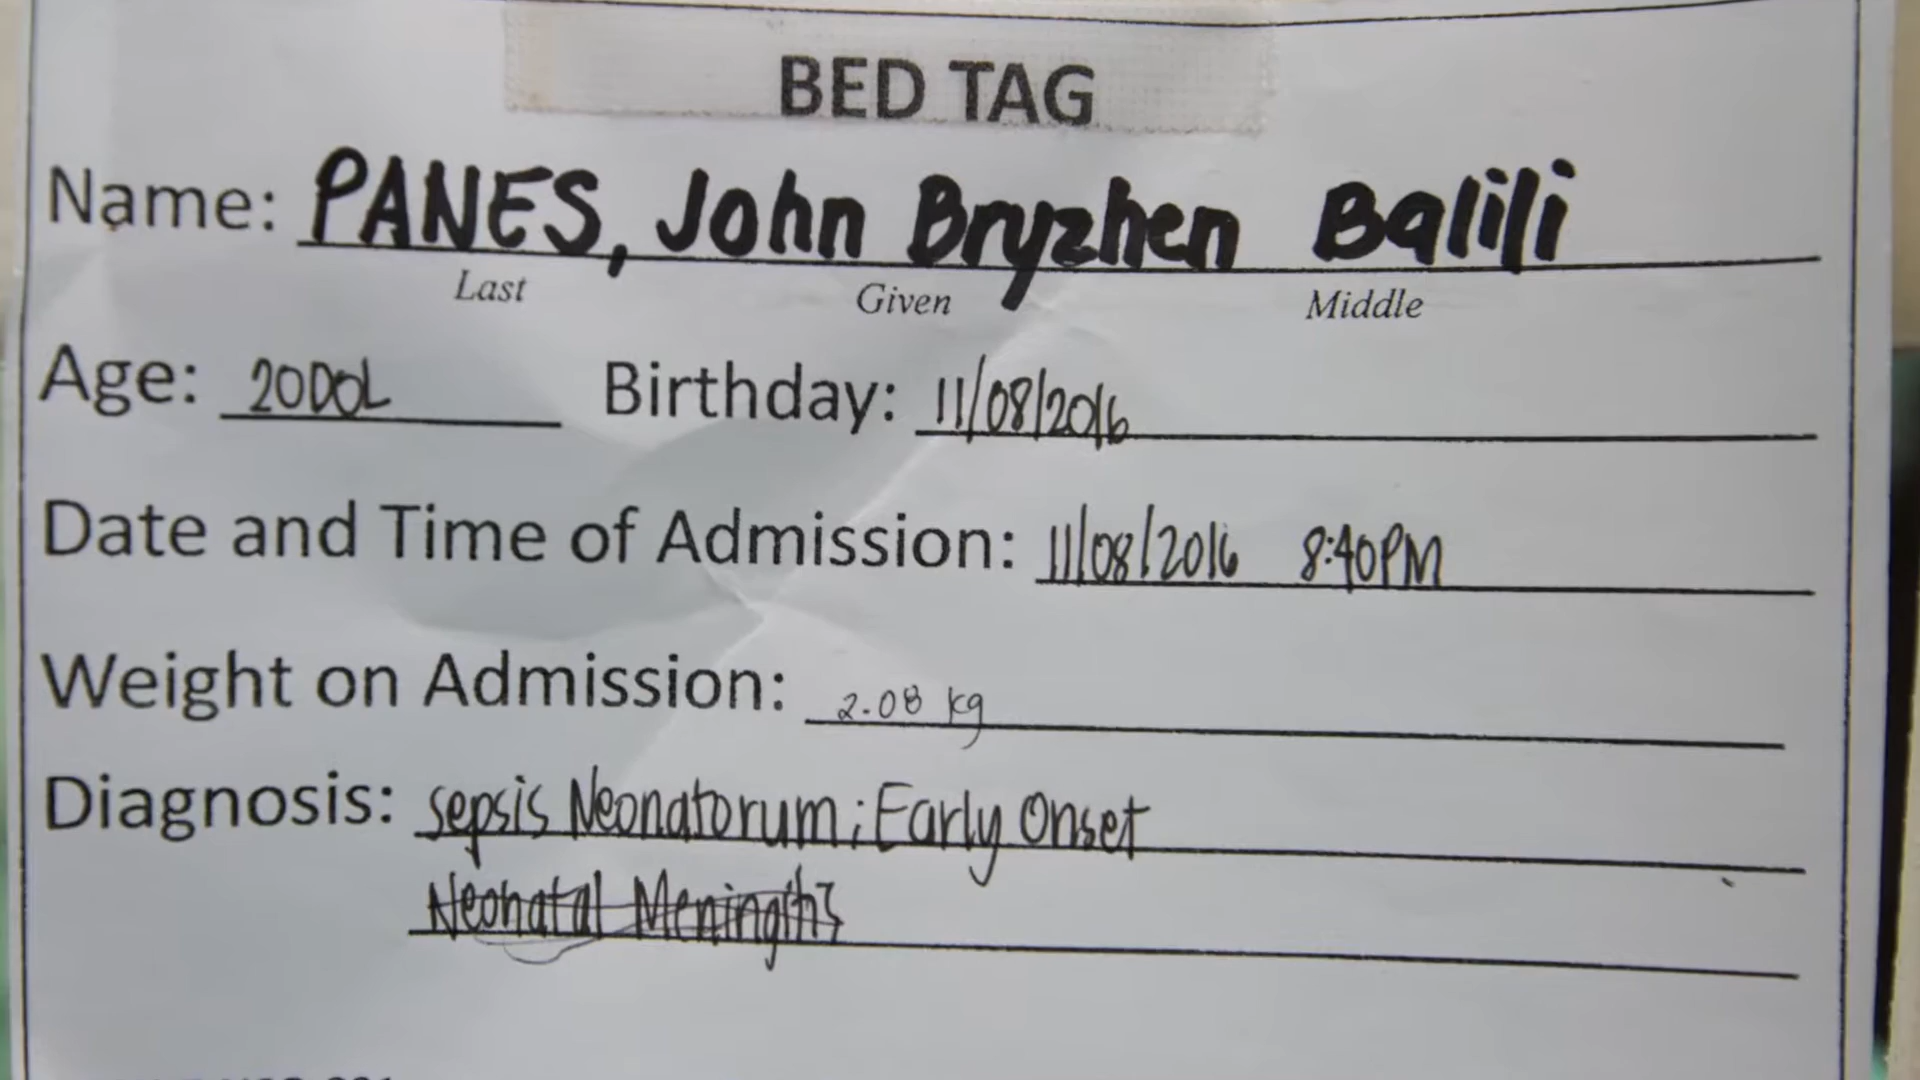 BED TAG
Name: PANES, John Bryzhen Balili
Last Given Middle
Age: 20DOL Birthday: 11/08/2016
Date and Time of Admission: 11/08/2016 8:40PM
Weight on Admission: 2.08 kg
Diagnosis: sepsis Neonatorum; Early Onset
Neonatal Meningitis